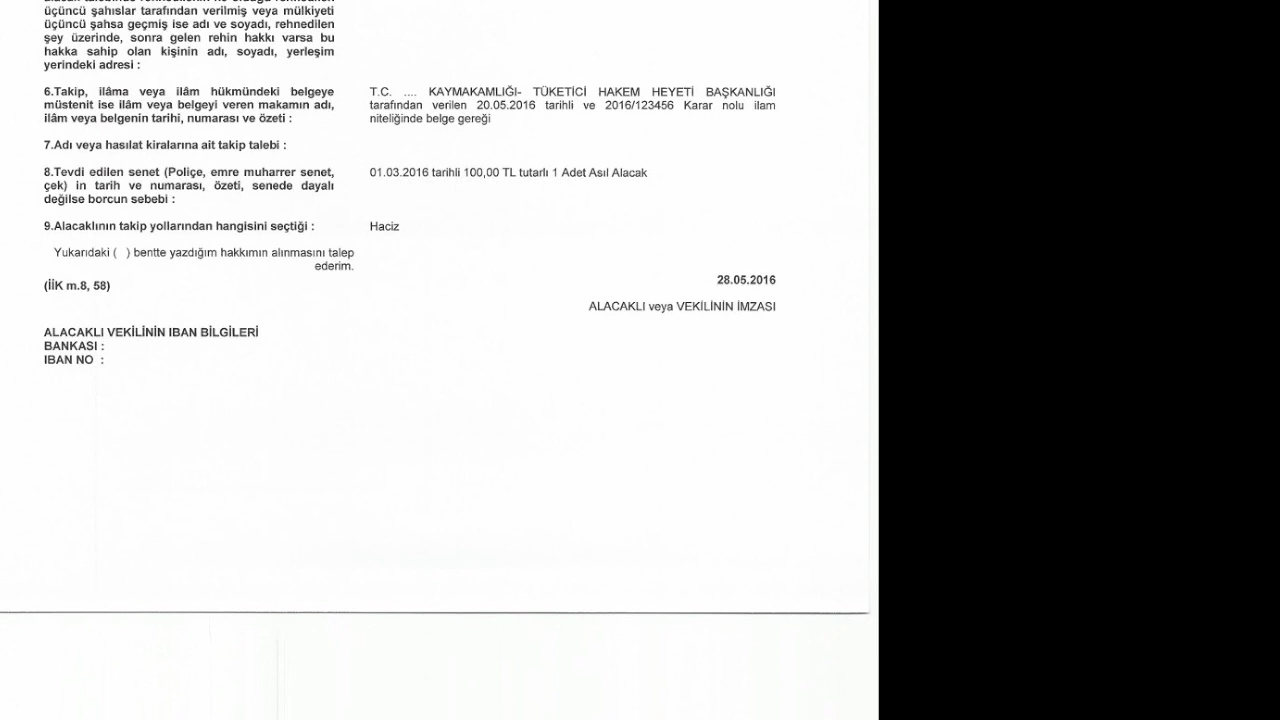 üçüncü şahıslar tarafından verilmiş veya mülkiyeti
üçüncü şahsa geçmiş ise adı ve soyadı, rehnedilen
şey üzerinde, sonra gelen rehin hakkı varsa bu
hakka sahip olan kişinin adı, soyadı, yerleşim
yerindeki adresi :
6.Takip, ilâma veya ilâm hükmündeki belgeye
müstenit ise ilâm veya belgeyi veren makamın adı,
ilâm veya belgenin tarihi, numarası ve özeti :
T.C. .... KAYMAKAMLIĞI- TÜKETİCİ HAKEM HEYETİ BAŞKANLIĞI
tarafından verilen 20.05.2016 tarihli ve 2016/123456 Karar nolu ilam
niteliğinde belge gereği
7.Adı veya hasılat kiralarına ait takip talebi :
8.Tevdi edilen senet (Poliçe, emre muharrer senet,
çek) in tarih ve numarası, özeti, senede dayalı
değilse borcun sebebi :
01.03.2016 tarihli 100,00 TL tutarlı 1 Adet Asıl Alacak
9.Alacaklının takip yollarından hangisini seçtiği :
Haciz
Yukarıdaki ( ) bentte yazdığım hakkımın alınmasını talep
ederim.
(İİK m.8, 58)
28.05.2016
ALACAKLI veya VEKİLİNİN İMZASI
ALACAKLI VEKİLİNİN IBAN BİLGİLERİ
BANKASI :
IBAN NO :